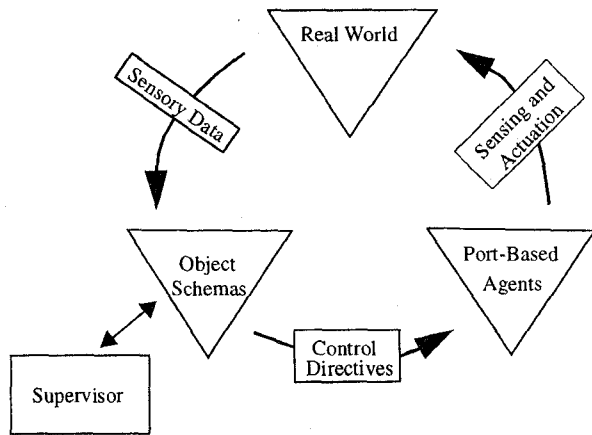 Real World
Sensory Data
Sensing and
Actuation
Object
Schemas
Port-Based
Agents
Control
Directives
Supervisor